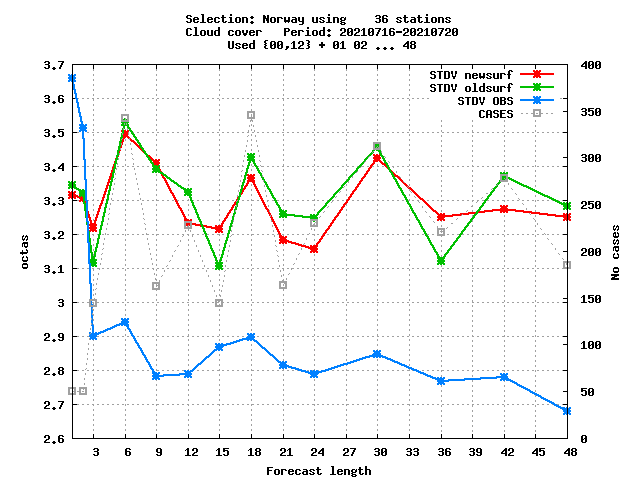 Selection: Norway using    36 stations
Cloud cover   Period: 20210716-20210720
Used {00,12} + 01 02 ... 48
STDV newsurf
STDV oldsurf
STDV OBS
CASES
octas
3.7
3.6
3.5
3.4
3.3
3.2
3.1
3
2.9
2.8
2.7
2.6
400
350
300
250
200
150
100
50
0
No cases
3 6 9 12 15 18 21 24 27 30 33 36 39 42 45 48
Forecast length